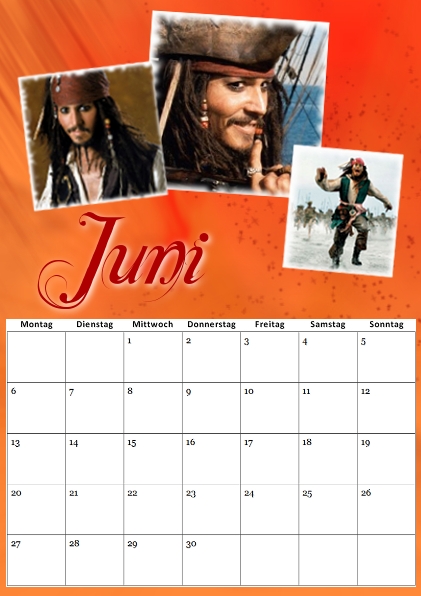 Juni
Montag Dienstag Mittwoch Donnerstag Freitag Samstag Sonntag
1 2 3 4 5
6 7 8 9 10 11 12
13 14 15 16 17 18 19
20 21 22 23 24 25 26
27 28 29 30